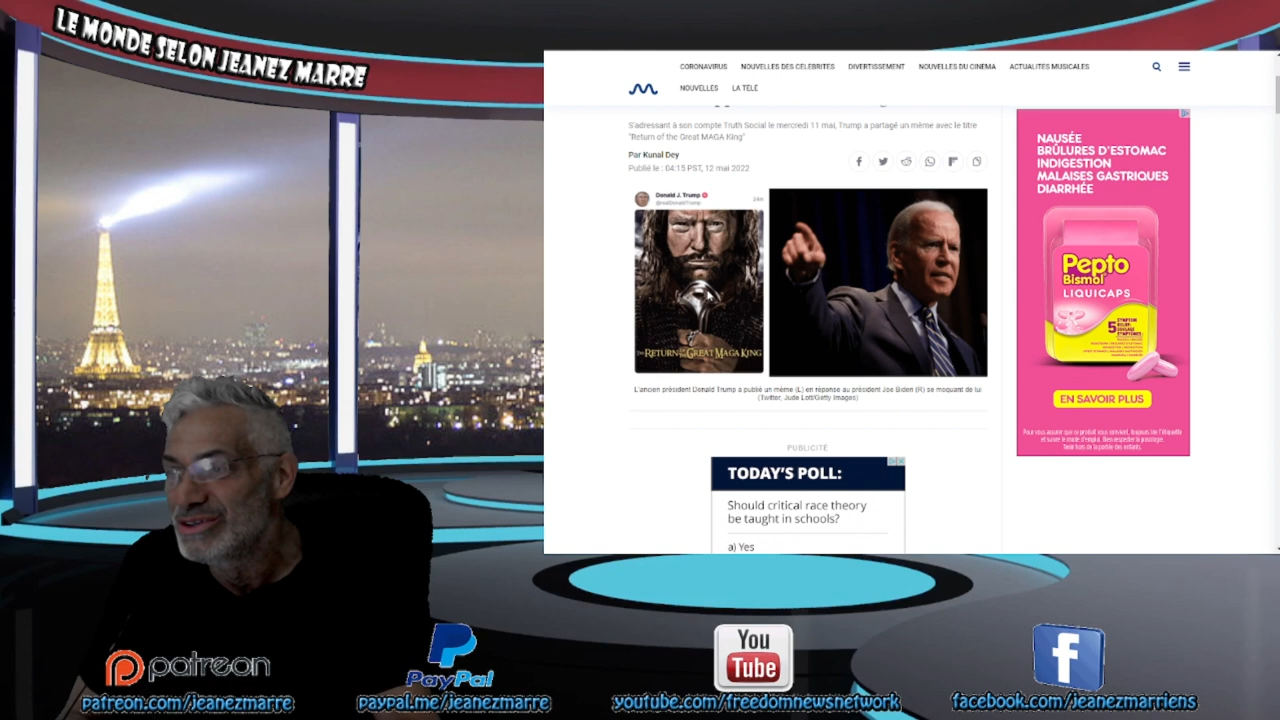 LE MONDE SELON JEANEZ MARRE
CORONAVIRUS NOUVELLES DES CELEBRITES DIVERTISSEMENT NOUVELLES DU CINEMA ACTUALITES MUSICALES
NOUVELLES LA TÉLÉ
S'adressant à son compte Truth Social le mercredi 11 mai, Trump a partagé un mème avec le titre
"Return of the Great MAGA King"
Par Kunal Dey
Publié le : 04:15 PST, 12 mai 2022
Donald J. Trump
@realDonaldTrump
THE RETURN OF THE GREAT MAGA KING
L'ancien président Donald Trump a publié un mème (L) en réponse au président Joe Biden (R) se moquant de lui
(Twitter, Jude Lott/Getty Images)
PUBLICITÉ
TODAY'S POLL:
Should critical race theory
be taught in schools?
a) Yes
NAUSÉE
BRÛLURES D'ESTOMAC
INDIGESTION
MALAISES GASTRIQUES
DIARRHÉE
Pepto
Bismol
LIQUICAPS
5
EN SAVOIR PLUS
patreon
patreon.com/jeanezmarre
PayPal
paypal.me/jeanezmarre
You
Tube
youtube.com/freedomnewsnetwork
f
facebook.com/jeanezmarriens